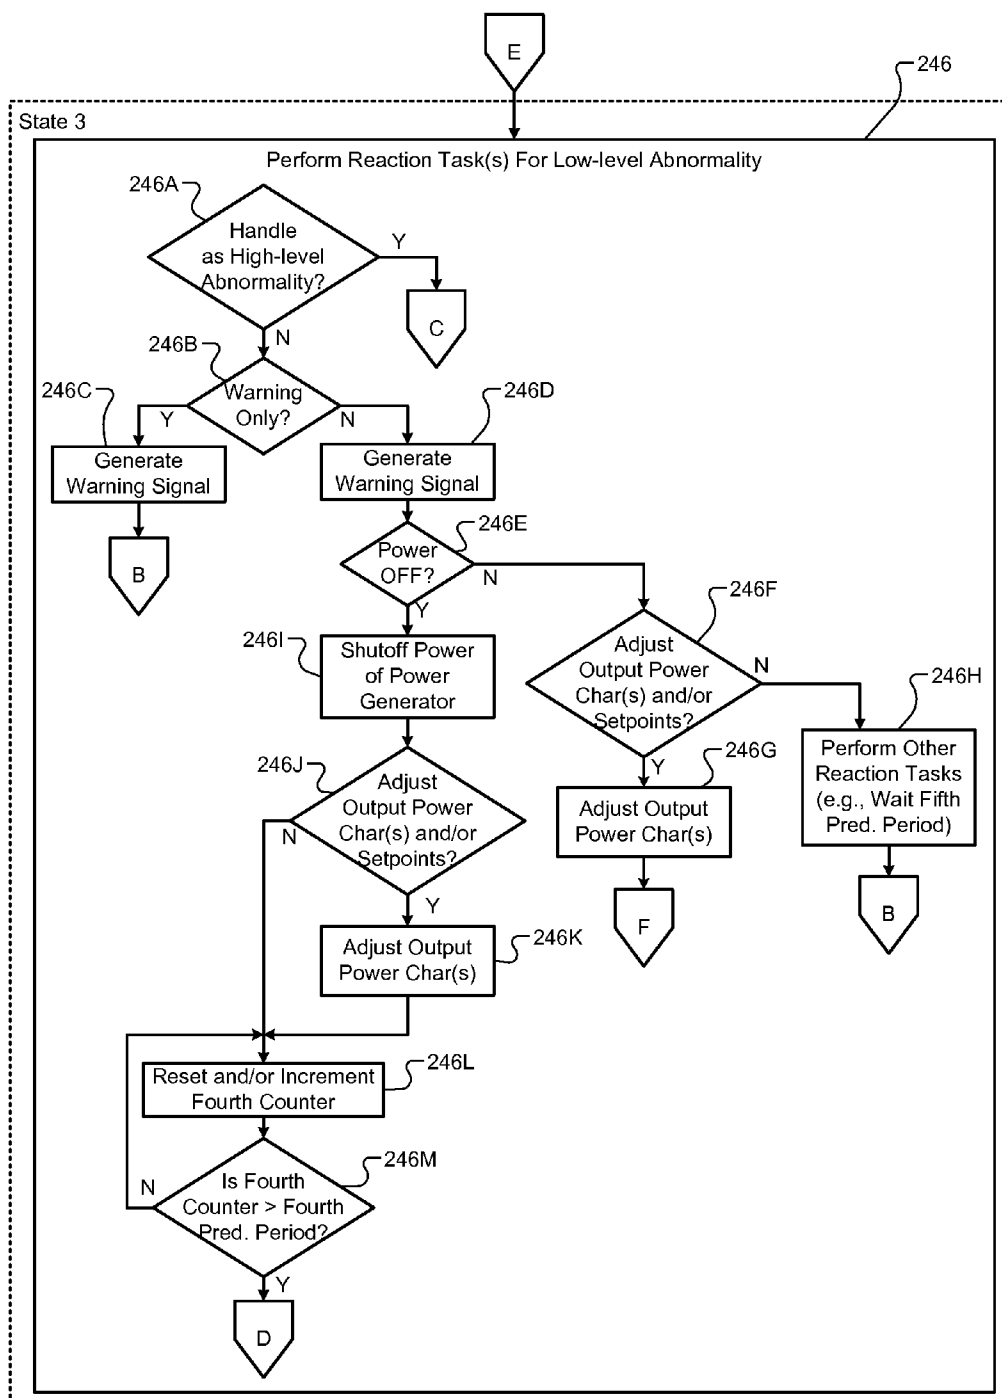 E
246
State 3
Perform Reaction Task(s) For Low-level Abnormality
246A
Handle
as High-level
Abnormality?
Y
C
N
246B
Warning
Only?
246C
Y
N
246D
Generate
Warning Signal
Generate
Warning Signal
B
246E
Power
OFF?
N
Y
246F
Adjust
Output Power
Char(s) and/or
Setpoints?
N
246I
Shutoff Power
of Power
Generator
246H
Perform Other
Reaction Tasks
(e.g., Wait Fifth
Pred. Period)
B
Y
246G
Adjust Output
Power Char(s)
F
246J
Adjust
Output Power
Char(s) and/or
Setpoints?
N
Y
246K
Adjust Output
Power Char(s)
246L
Reset and/or Increment
Fourth Counter
246M
Is Fourth
Counter > Fourth
Pred. Period?
N
Y
D